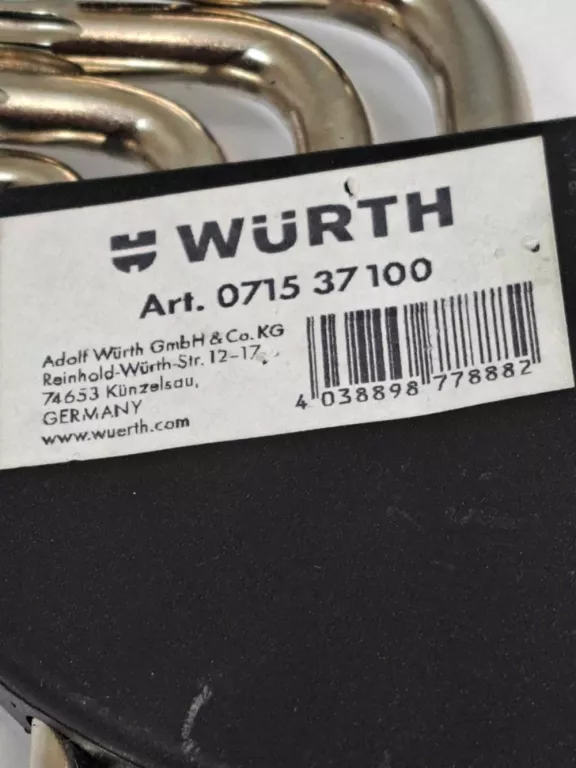 WÜRTH
Art. 0715 37 100
Adolf Würth GmbH & Co. KG
Reinhold-Würth-Str. 12-17,
74653 Künzelsau,
GERMANY
www.wuerth.com
4 038898 778882